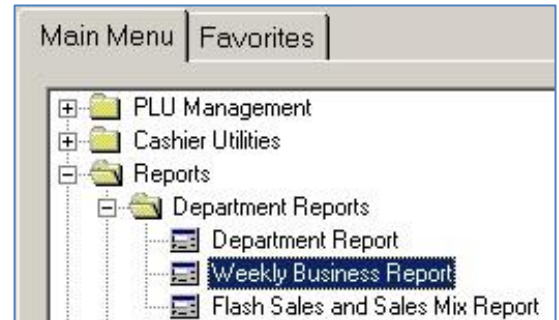 Main Menu Favorites
PLU Management
Cashier Utilities
Reports
Department Reports
Department Report
Weekly Business Report
Flash Sales and Sales Mix Report